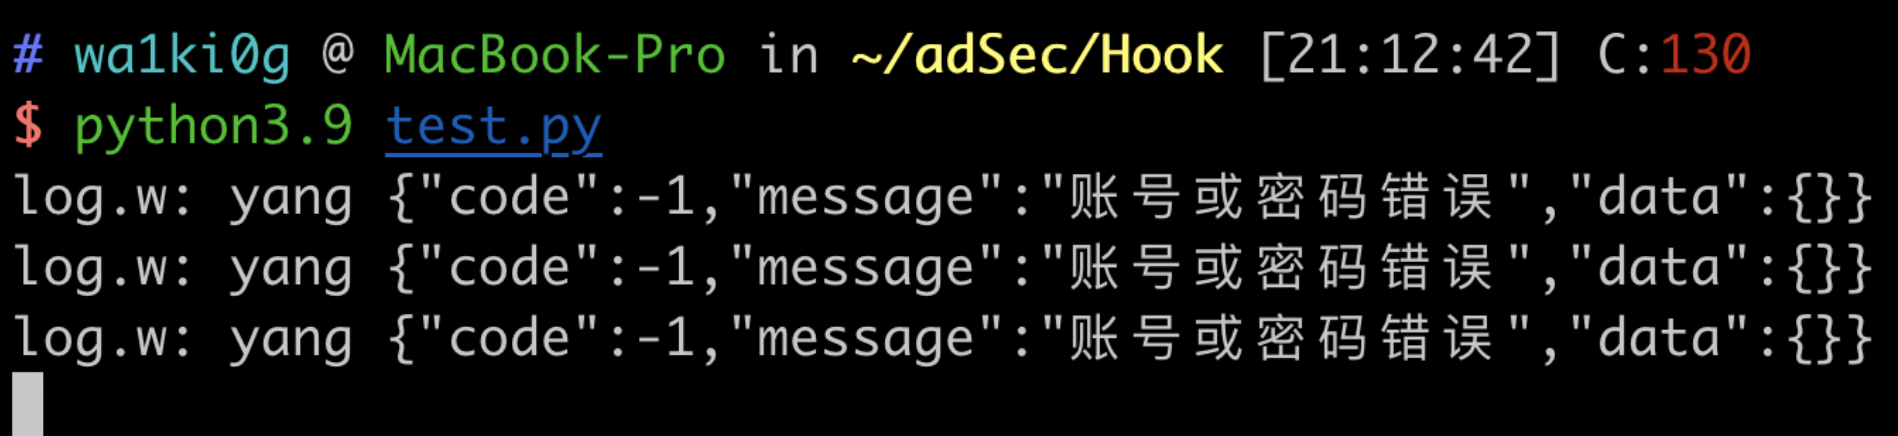 # wa1ki0g @ MacBook-Pro in ~/adSec/Hook [21:12:42] C:130
$ python3.9 test.py
log.w: yang {"code":-1,"message":"账号或密码错误","data":{}}
log.w: yang {"code":-1,"message":"账号或密码错误","data":{}}
log.w: yang {"code":-1,"message":"账号或密码错误","data":{}}